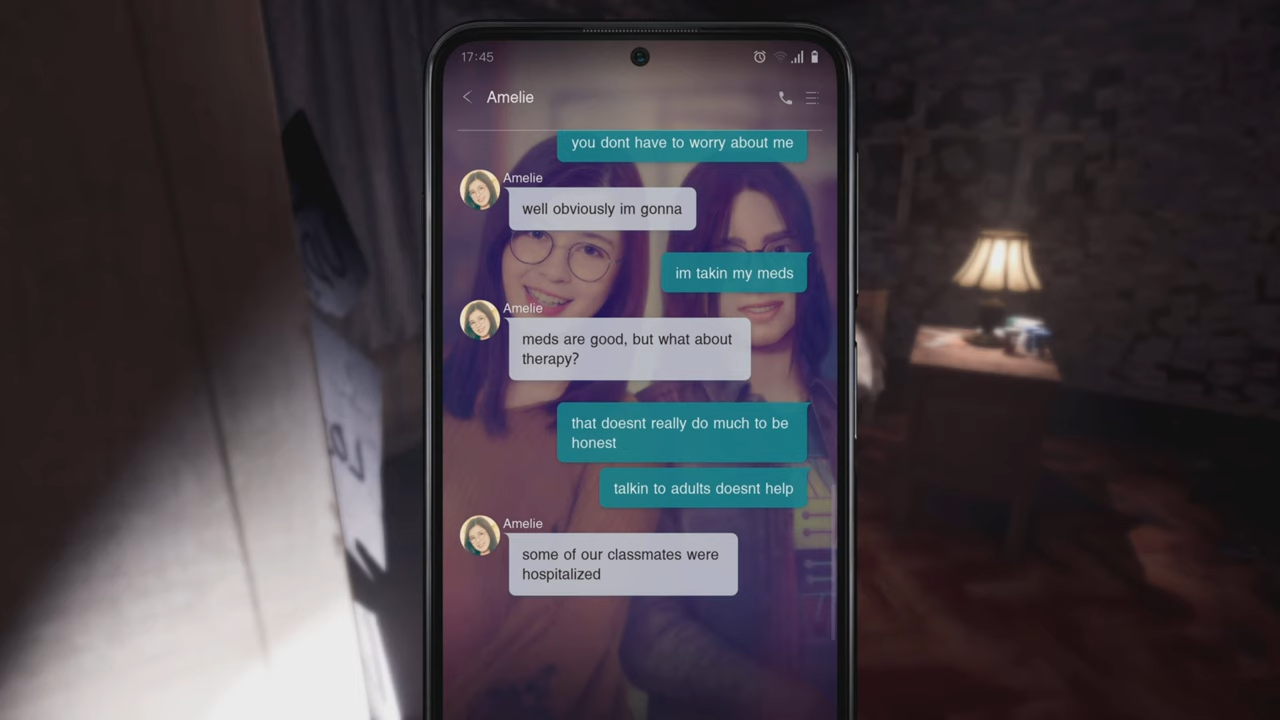 17:45
Amelie
you dont have to worry about me
Amelie
well obviously im gonna
im takin my meds
Amelie
meds are good, but what about
therapy?
that doesnt really do much to be
honest
talkin to adults doesnt help
Amelie
some of our classmates were
hospitalized